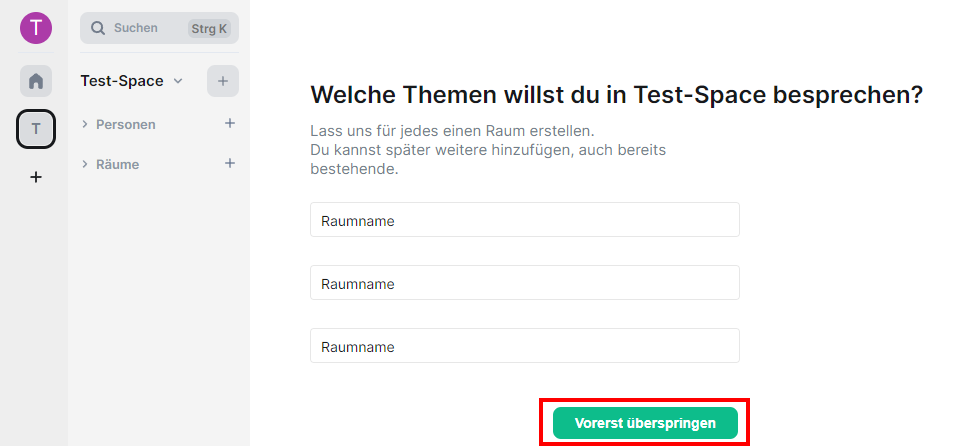 T
Suchen
Strg K
Test-Space
T
Personen
Räume
Welche Themen willst du in Test-Space besprechen?
Lass uns für jedes einen Raum erstellen.
Du kannst später weitere hinzufügen, auch bereits
bestehende.
Raumname
Raumname
Raumname
Vorerst überspringen